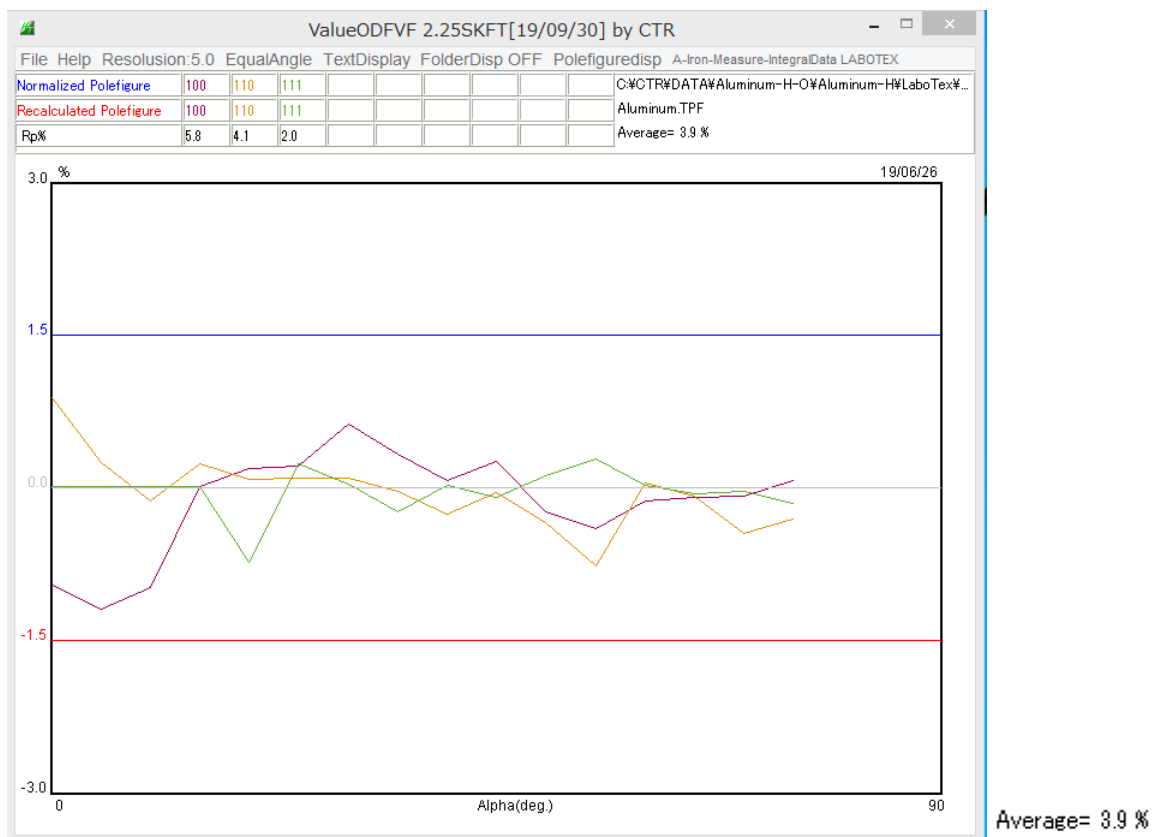 ValueODFVF 2.25SKFT[19/09/30] by CTR
File Help Resolusion:5.0 EqualAngle TextDisplay FolderDisp OFF Polefiguredisp A-Iron-Measure-IntegralData LABOTEX
Normalized Polefigure 100 110 111 C:¥CTR¥DATA¥Aluminum-H-O¥Aluminum-H¥LaboTex¥...
Recalculated Polefigure 100 110 111 Aluminum.TPF
Rp% 5.8 4.1 2.0 Average= 3.9 %
3.0 % 19/06/26
1.5
0.0
-1.5
-3.0
0 Alpha(deg.) 90
Average= 3.9 %